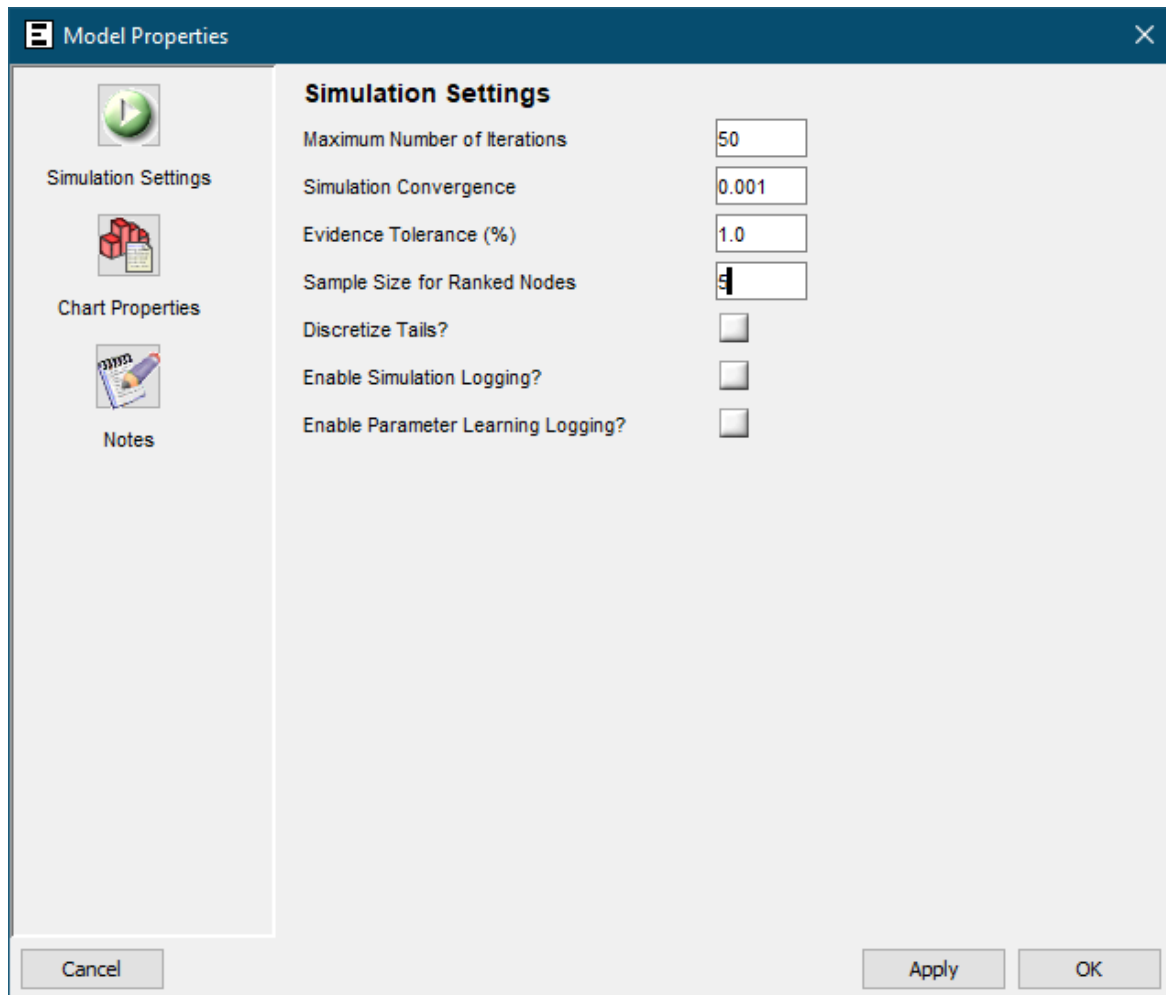 Model Properties
Simulation Settings
Chart Properties
Notes
Simulation Settings
Maximum Number of Iterations 50
Simulation Convergence 0.001
Evidence Tolerance (%) 1.0
Sample Size for Ranked Nodes 5
Discretize Tails?
Enable Simulation Logging?
Enable Parameter Learning Logging?
Cancel Apply OK